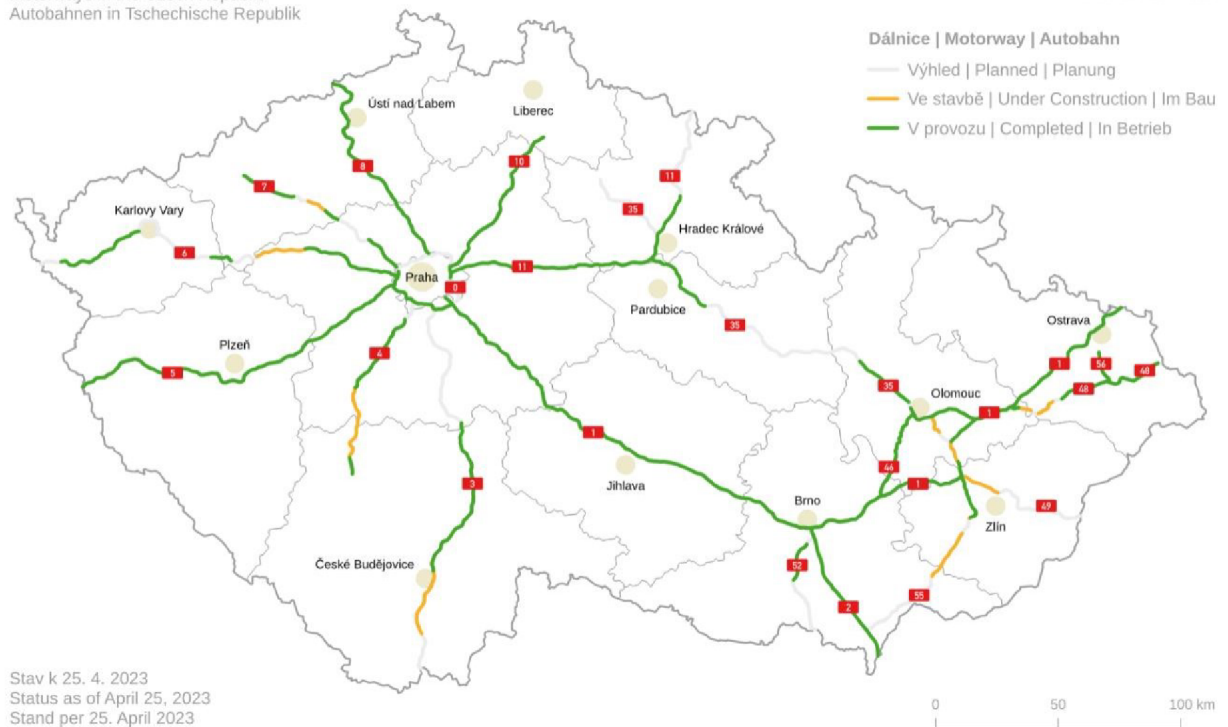 Autobahnen in Tschechische Republik
Dálnice | Motorway | Autobahn
Výhled | Planned | Planung
Ve stavbě | Under Construction | Im Bau
V provozu | Completed | In Betrieb
Ústí nad Labem
Liberec
8
10
11
7
35
Karlovy Vary
Hradec Králové
6
11
Praha
0
Pardubice
Ostrava
35
Plzeň
4
1
56
48
5
35
48
Olomouc
1
1
46
Jihlava
3
1
Brno
49
Zlín
České Budějovice
52
55
2
Stav k 25. 4. 2023
Status as of April 25, 2023
Stand per 25. April 2023
0
50
100 km